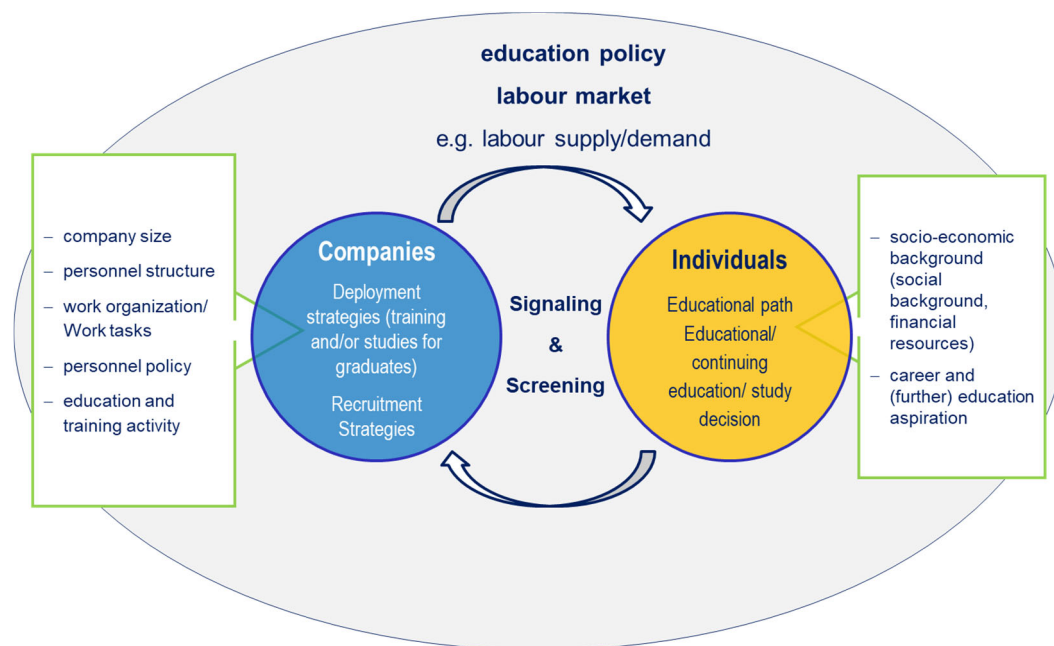 education policy
labour market
e.g. labour supply/demand
– company size
– personnel structure
– work organization/
Work tasks
– personnel policy
– education and
training activity
Companies
Deployment
strategies (training
and/or studies for
graduates)
Recruitment
Strategies
Signaling
&
Screening
Individuals
Educational path
Educational/
continuing
education/ study
decision
– socio-economic
background
(social
background,
financial
resources)
– career and
(further) education
aspiration